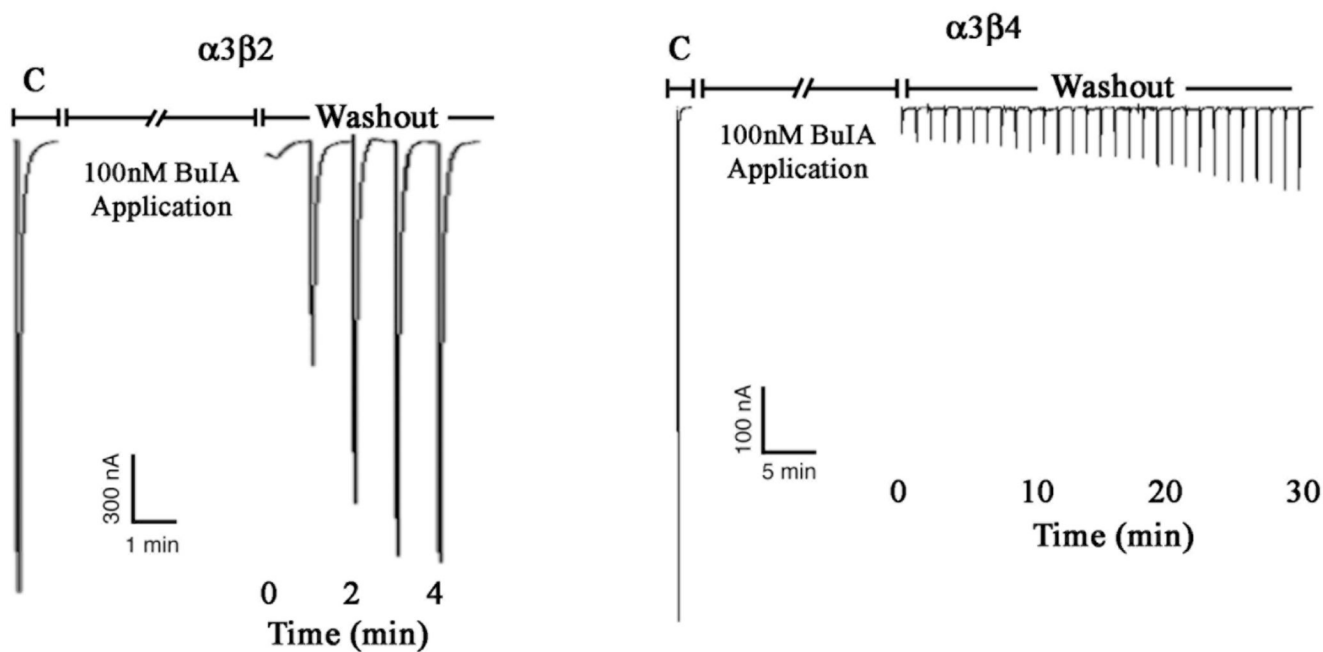 α3β2
C
Washout
100nM BuIA
Application
300 nA
1 min
0 2 4
Time (min)
α3β4
C
Washout
100nM BuIA
Application
100 nA
5 min
0 10 20 30
Time (min)